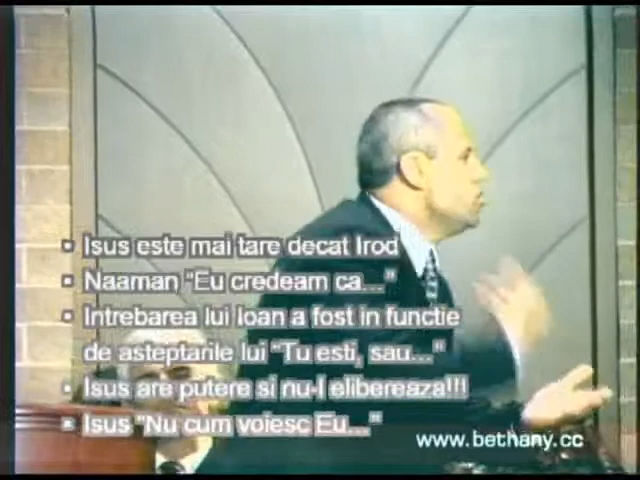 • Isus este mai tare decat Irod
• Naaman “Eu credeam ca...”
• Intrebarea lui Ioan a fost in functie
de asteptarile lui “Tu esti, sau...”
• Isus are putere si nu-l elibereaza!!!
• Isus “Nu cum voiesc Eu...”
www.bethany.cc